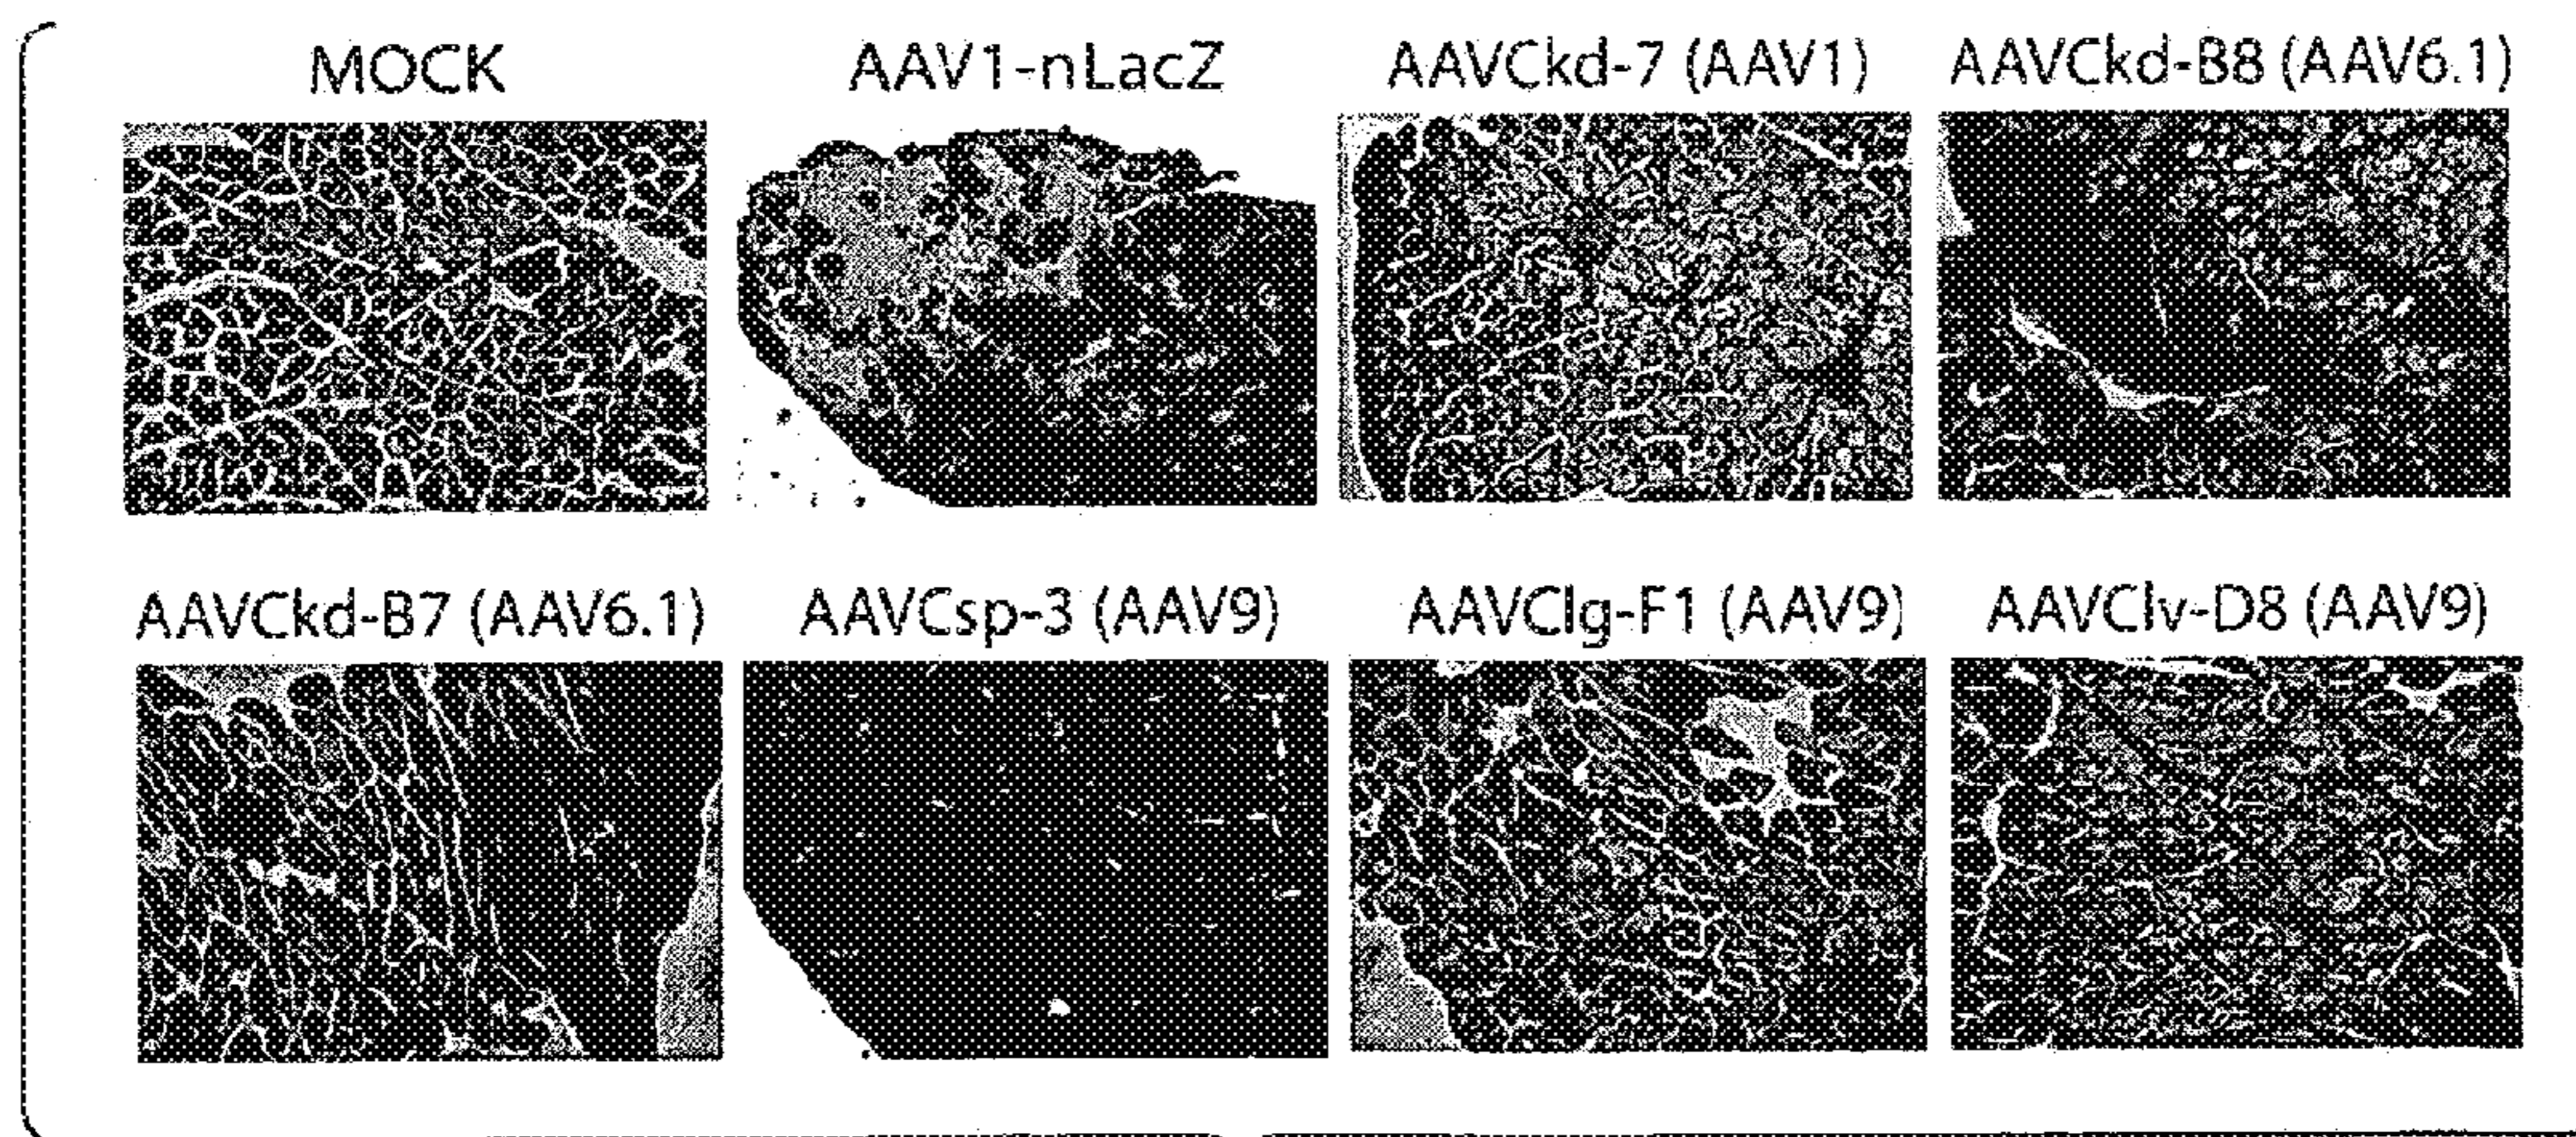 MOCK AAV1-nLacZ AAVCkd-7 (AAV1) AAVCkd-B8 (AAV6.1)
AAVCkd-B7 (AAV6.1) AAVCsp-3 (AAV9) AAVClg-F1 (AAV9) AAVClv-D8 (AAV9)